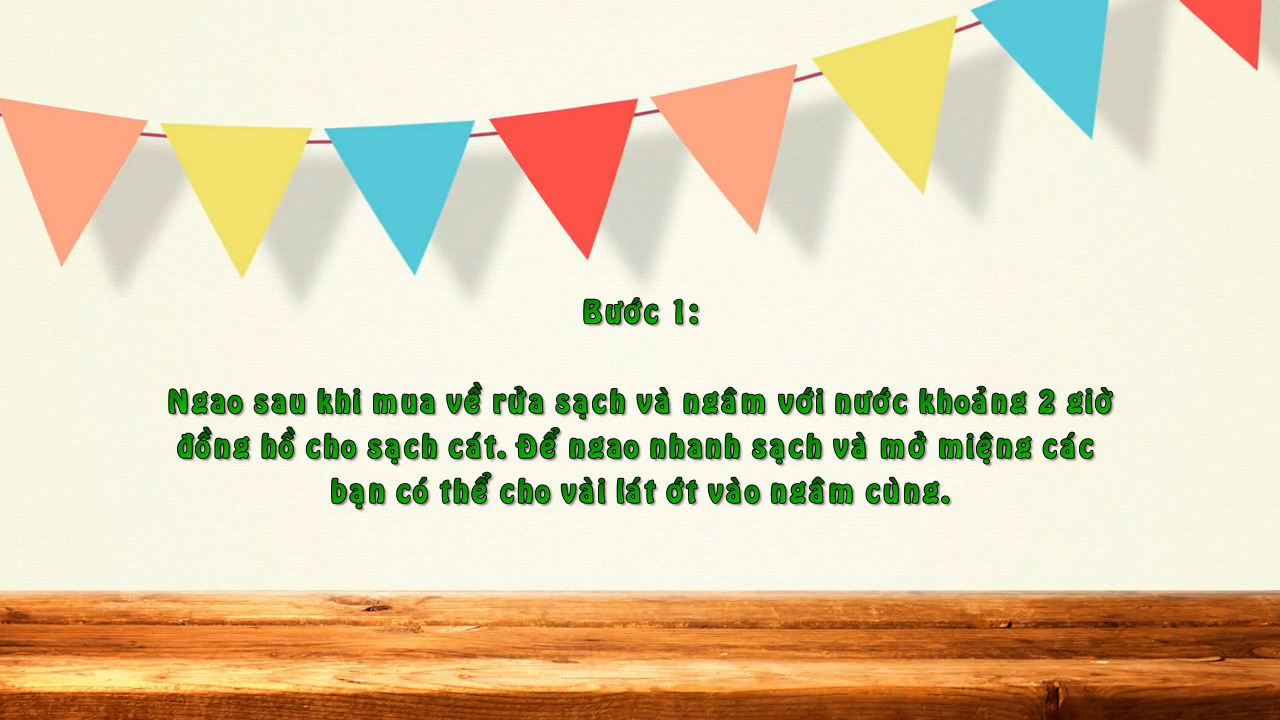 Bước 1:
Ngao sau khi mua về rửa sạch và ngâm với nước khoảng 2 giờ
đồng hồ cho sạch cát. Để ngao nhanh sạch và mở miệng các
bạn có thể cho vài lát ớt vào ngâm cùng.